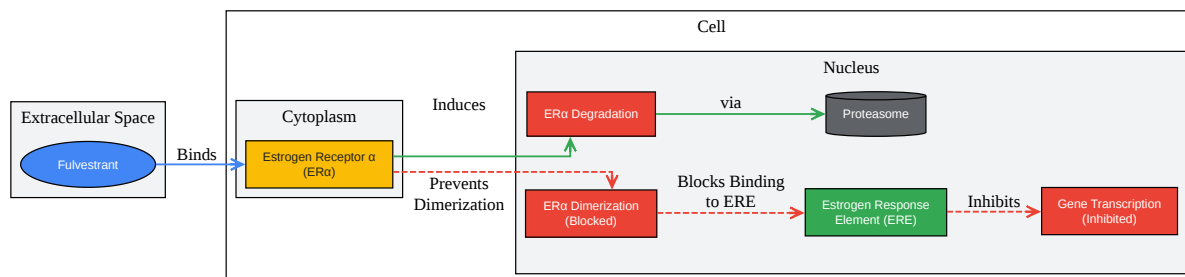 Cell
Nucleus
Extracellular Space
Fulvestrant
Binds
Cytoplasm
Estrogen Receptor α
(ERα)
Induces
ERα Degradation
via
Proteasome
Prevents
Dimerization
ERα Dimerization
(Blocked)
Blocks Binding
to ERE
Estrogen Response
Element (ERE)
Inhibits
Gene Transcription
(Inhibited)